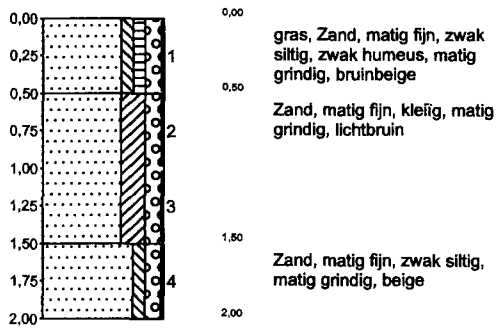 0,00
0,25
0,50
0,75
1,00
1,25
1,50
1,75
2,00
1
2
3
4
0,00
0,50
1,50
2,00
gras, Zand, matig fijn, zwak
siltig, zwak humeus, matig
grindig, bruinbeige
Zand, matig fijn, kleiïg, matig
grindig, lichtbruin
Zand, matig fijn, zwak siltig,
matig grindig, beige